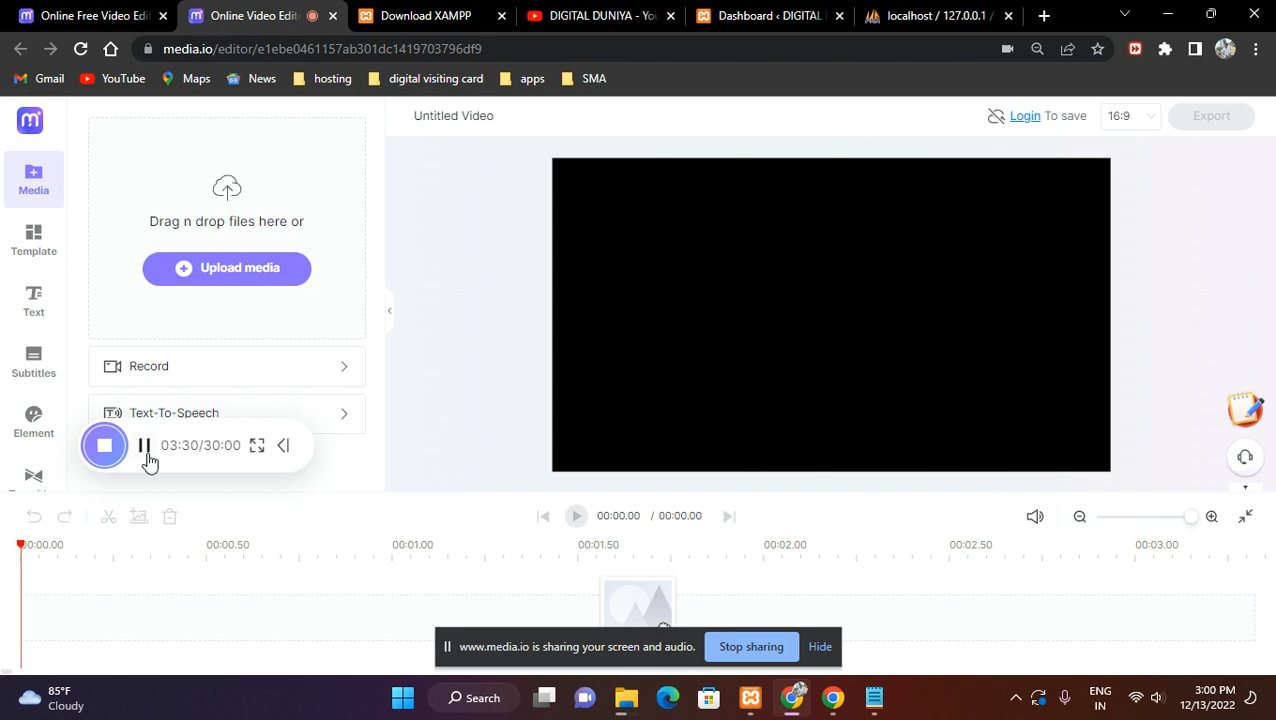 Online Free Video Edi
Online Video Edi
Download XAMPP
DIGITAL DUNIYA - You
Dashboard ‹ DIGITAL
localhost / 127.0.0.1 /
media.io/editor/e1ebe0461157ab301dc1419703796df9
Gmail
YouTube
Maps
News
hosting
digital visiting card
apps
SMA
Untitled Video
Login To save
16:9
Export
Media
Template
Text
Subtitles
Element
Drag n drop files here or
Upload media
Record
Text-To-Speech
03:30/30:00
00:00.00 / 00:00.00
00:00.00
00:00.50
00:01.00
00:01.50
00:02.00
00:02.50
00:03.00
www.media.io is sharing your screen and audio.
Stop sharing
Hide
85°F
Cloudy
Search
ENG
IN
3:00 PM
12/13/2022